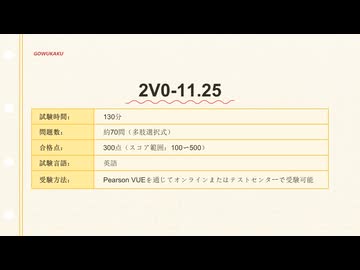 GOWUKAKU
2V0-11.25
試験時間： 130分
問題数： 約70問（多肢選択式）
合格点： 300点（スコア範囲：100〜500）
試験言語： 英語
受験方法： Pearson VUEを通じてオンラインまたはテストセンターで受験可能